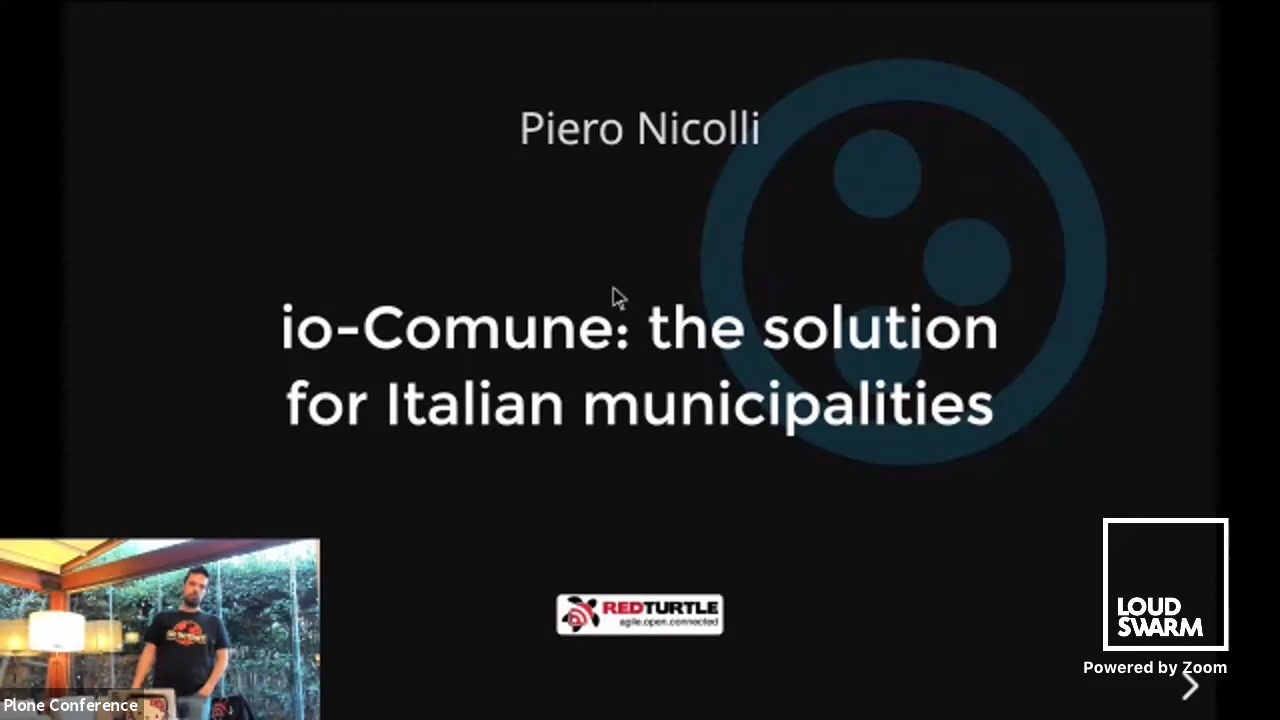 Piero Nicolli
io-Comune: the solution
for Italian municipalities
REDTURTLE
agile.open.connected
LOUD
SWARM
Powered by Zoom
Plone Conference